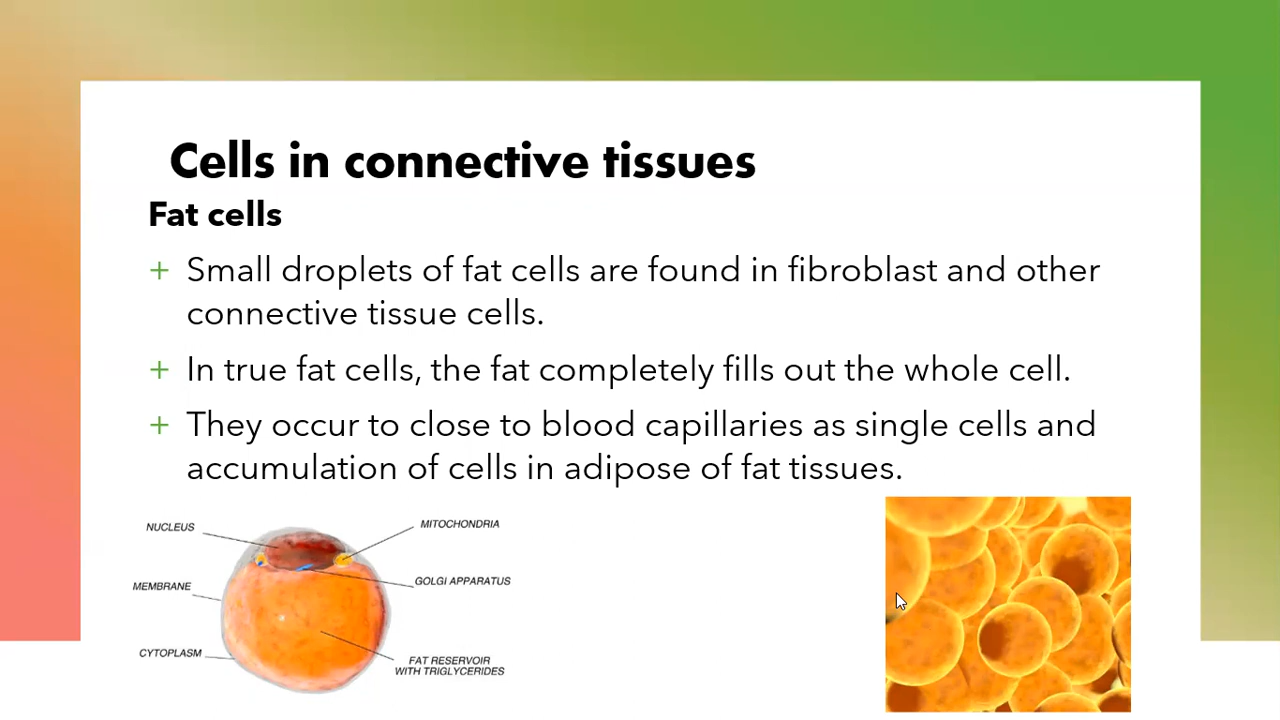 Cells in connective tissues
Fat cells
+ Small droplets of fat cells are found in fibroblast and other
connective tissue cells.
+ In true fat cells, the fat completely fills out the whole cell.
+ They occur to close to blood capillaries as single cells and
accumulation of cells in adipose of fat tissues.
NUCLEUS
MITOCHONDRIA
MEMBRANE
GOLGI APPARATUS
CYTOPLASM
FAT RESERVOIR
WITH TRIGLYCERIDES